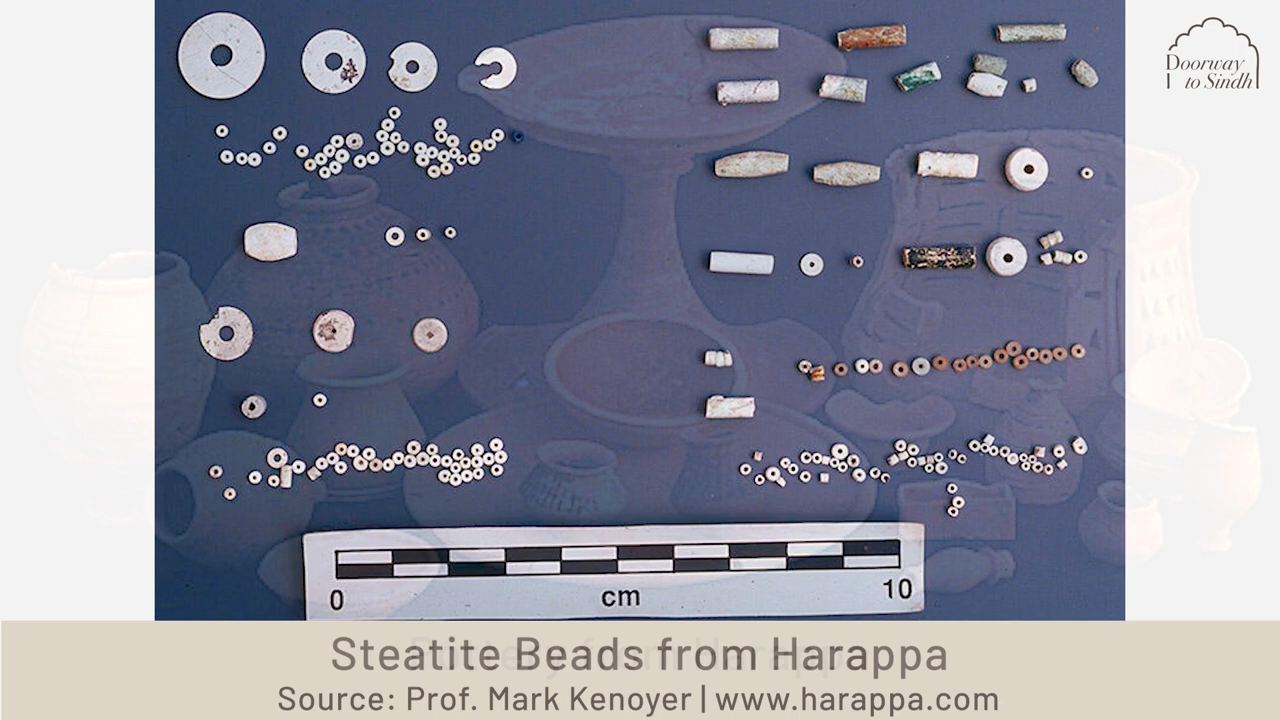 Doorway
to Sindh
0 cm 10
Steatite Beads from Harappa
Source: Prof. Mark Kenoyer | www.harappa.com